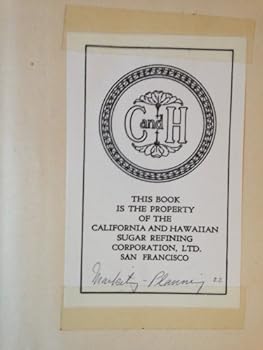 C and H
THIS BOOK
IS THE PROPERTY
OF THE
CALIFORNIA AND HAWAIIAN
SUGAR REFINING
CORPORATION, LTD.
SAN FRANCISCO
Marketing - Planning